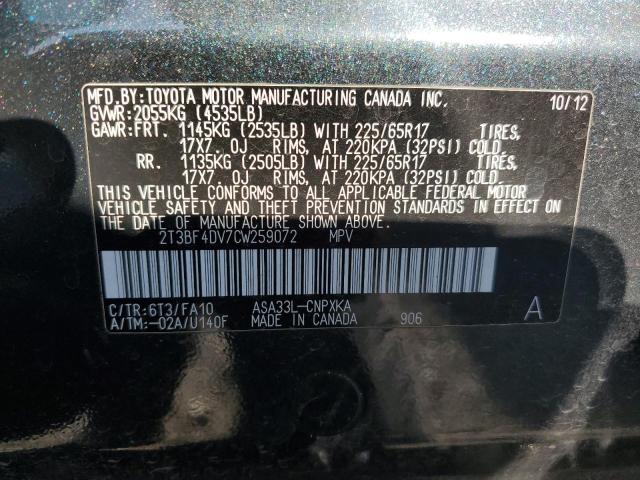 MFD.BY:TOYOTA MOTOR MANUFACTURING CANADA INC. 10/12
GVWR:2055KG (4535LB)
GAWR:FRT. 1145KG (2535LB) WITH 225/65R17 TIRES,
17X7.0J RIMS, AT 220KPA (32PSI) COLD.
RR. 1135KG (2505LB) WITH 225/65R17 TIRES,
17X7.0J RIMS, AT 220KPA (32PSI) COLD.
THIS VEHICLE CONFORMS TO ALL APPLICABLE FEDERAL MOTOR
VEHICLE SAFETY AND THEFT PREVENTION STANDARDS IN EFFECT
ON THE DATE OF MANUFACTURE SHOWN ABOVE.
2T3BF4DV7CW259072 MPV
C/TR:6T3/FA10 ASA33L-CNPXKA
A/TM:-02A/U140F MADE IN CANADA 906 A